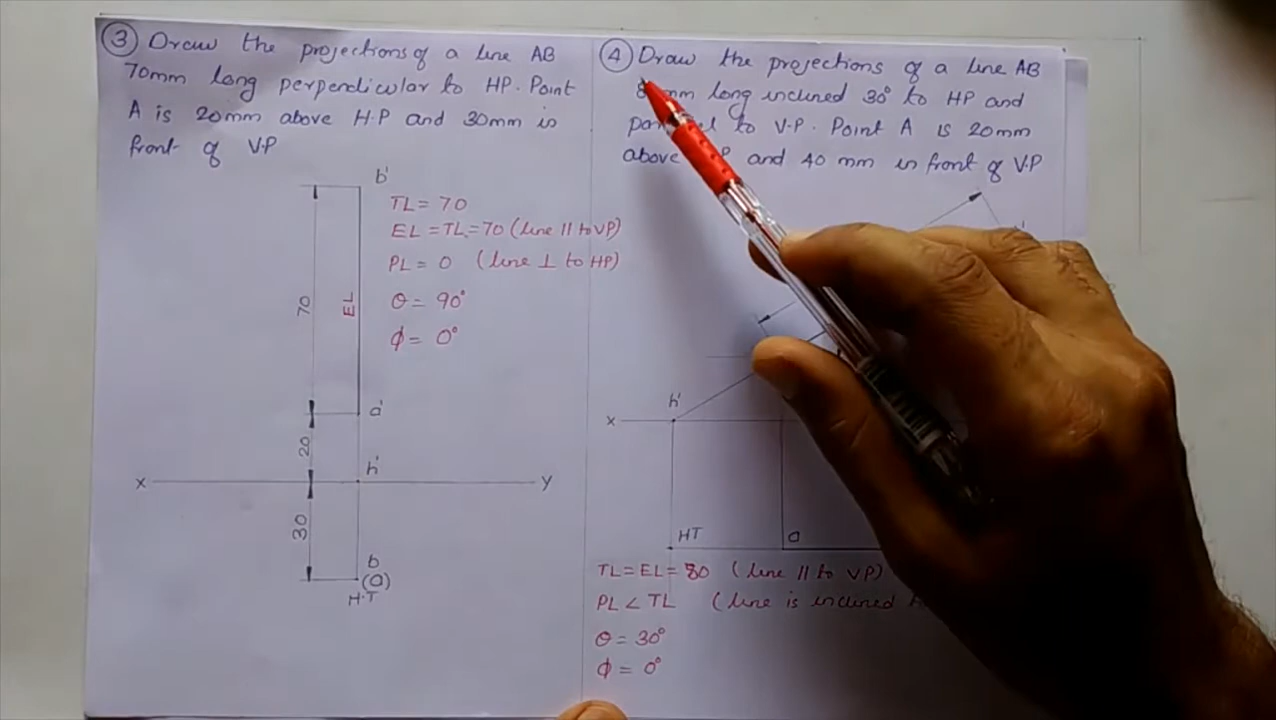 3 Draw the projections of a line AB
70mm long perpendicular to HP. Point
A is 20mm above H.P and 30mm in
front of V.P
b'
TL = 70
EL = TL = 70 (line || to VP)
PL = 0 (line ⊥ to HP)
θ = 90°
φ = 0°
70
EL
a'
20
h'
X
Y
30
b
(a)
H.T
4 Draw the projections of a line AB
mm long inclined 30° to HP and
to V.P. Point A is 20mm
above P and 40 mm in front of V.P
h'
X
HT
a
TL = EL = 80 (line || to VP)
PL < TL (line is inclined
θ = 30°
φ = 0°